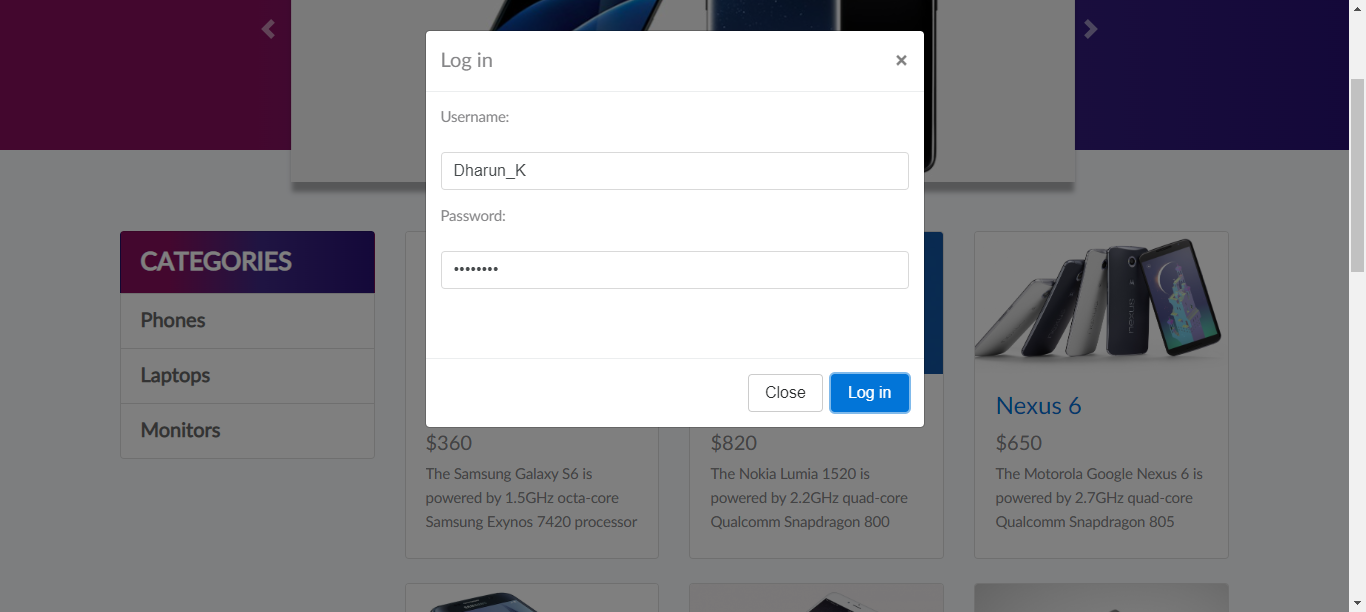 Log in
×
Username:
Dharun_K
Password:
••••••••
Close
Log in
CATEGORIES
Phones
Laptops
Monitors
$360
The Samsung Galaxy S6 is
powered by 1.5GHz octa-core
Samsung Exynos 7420 processor
$820
The Nokia Lumia 1520 is
powered by 2.2GHz quad-core
Qualcomm Snapdragon 800
Nexus 6
$650
The Motorola Google Nexus 6 is
powered by 2.7GHz quad-core
Qualcomm Snapdragon 805